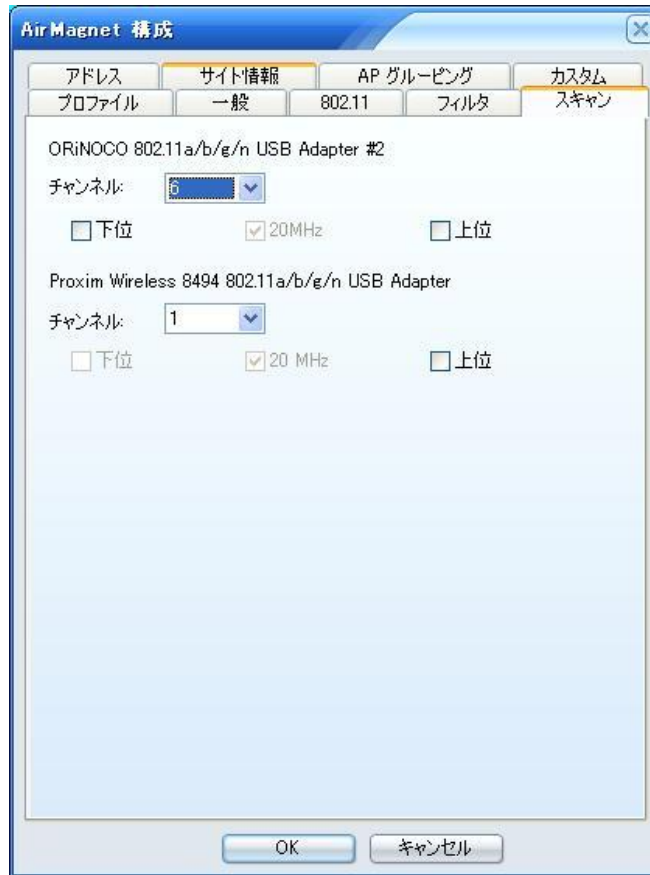 AirMagnet 構成
アドレス サイト情報 AP グルーピング カスタム
プロファイル 一般 802.11 フィルタ スキャン
ORiNOCO 802.11a/b/g/n USB Adapter #2
チャンネル: 6
下位 20MHz 上位
Proxim Wireless 8494 802.11a/b/g/n USB Adapter
チャンネル: 1
下位 20 MHz 上位
OK キャンセル